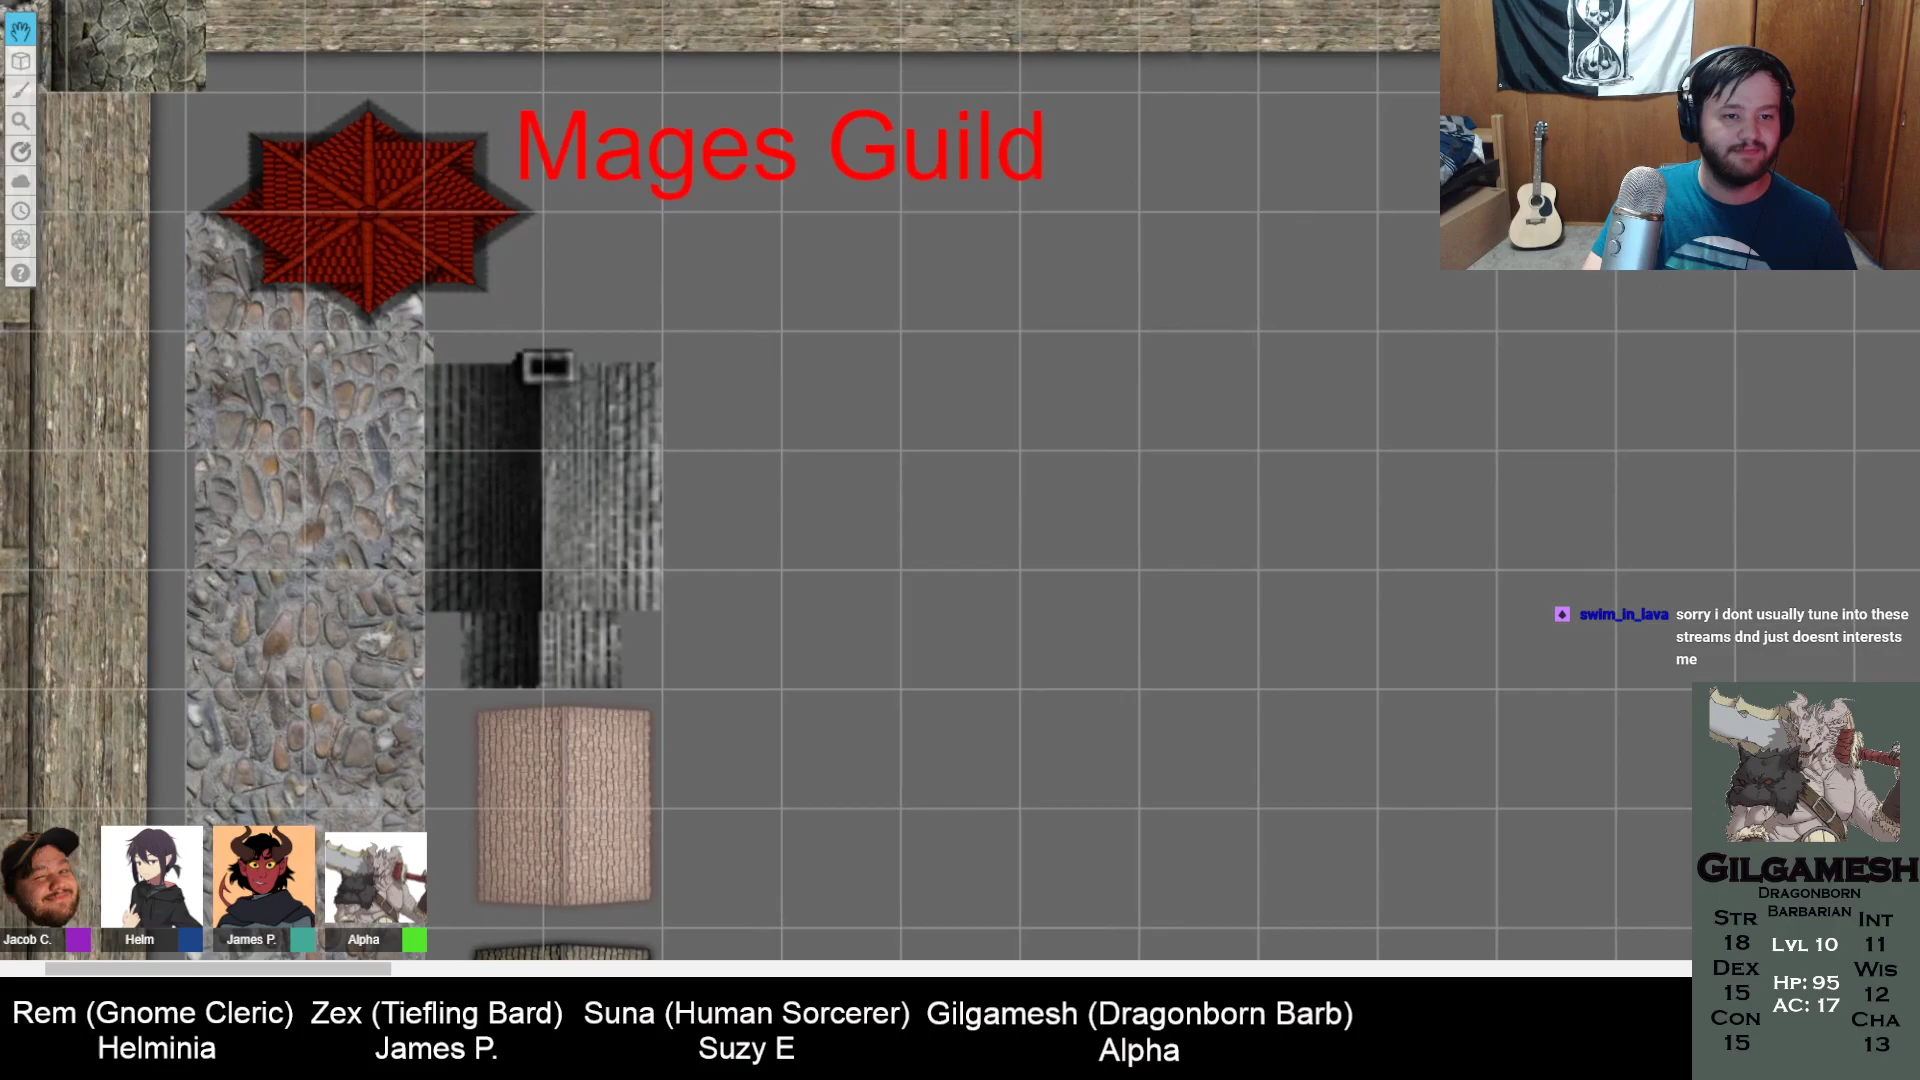 Mages Guild
swim_in_lava sorry i dont usually tune into these
streams dnd just doesnt interests
me
Jacob C.
Helm
James P.
Alpha
GILGAMESH
DRAGONBORN
BARBARIAN
STR
18
DEX
15
CON
15
LVL 10
HP: 95
AC: 17
INT
11
WIS
12
CHA
13
Rem (Gnome Cleric)
Helminia
Zex (Tiefling Bard)
James P.
Suna (Human Sorcerer)
Suzy E
Gilgamesh (Dragonborn Barb)
Alpha